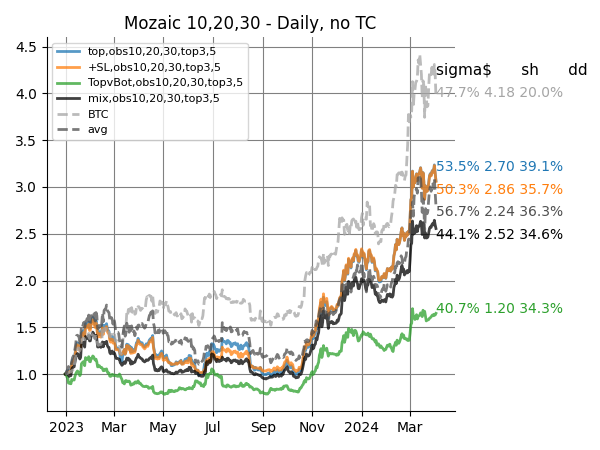 Mozaic 10,20,30 - Daily, no TC
4.5
4.0
3.5
3.0
2.5
2.0
1.5
1.0
top,obs10,20,30,top3,5
+SL,obs10,20,30,top3,5
TopvBot,obs10,20,30,top3,5
mix,obs10,20,30,top3,5
BTC
avg
sigma$ sh dd
47.7% 4.18 20.0%
53.5% 2.70 39.1%
50.3% 2.86 35.7%
56.7% 2.24 36.3%
44.1% 2.52 34.6%
40.7% 1.20 34.3%
2023 Mar May Jul Sep Nov 2024 Mar